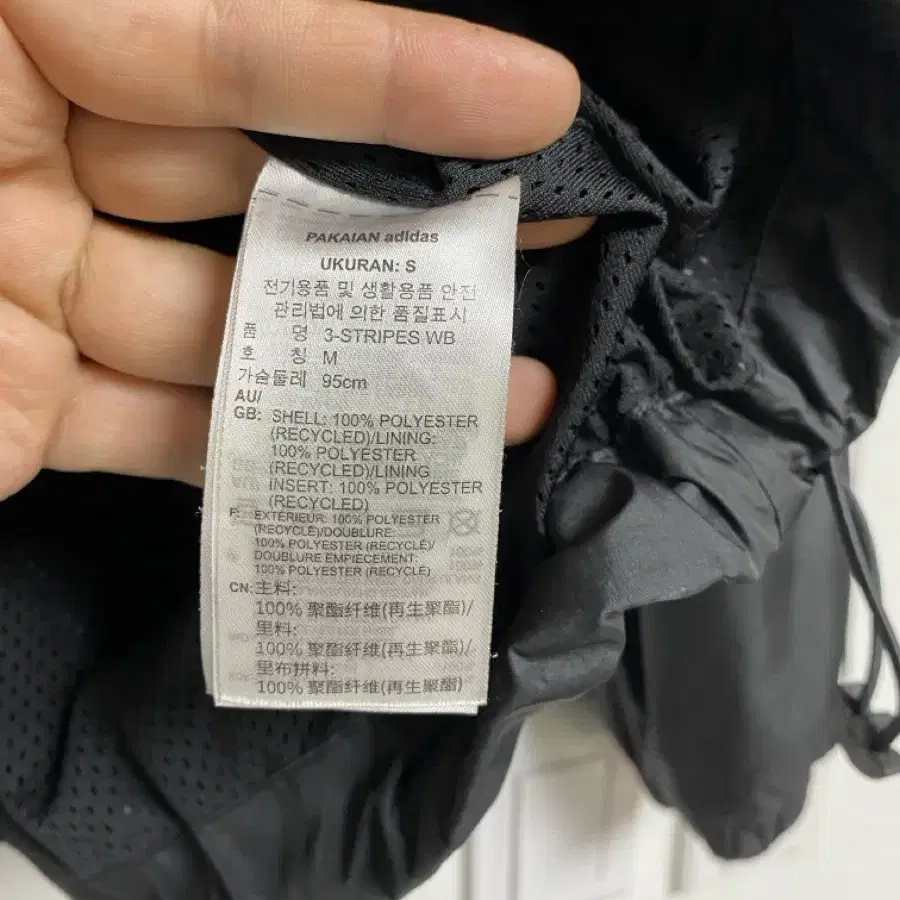 PAKAIAN adidas
UKURAN: S
전기용품 및 생활용품 안전
관리법에 의한 품질표시
품 명 3-STRIPES WB
호 칭 M
가슴둘레 95cm
AU/
GB: SHELL: 100% POLYESTER
(RECYCLED)/LINING:
100% POLYESTER
(RECYCLED)/LINING
INSERT: 100% POLYESTER
(RECYCLED)
F: EXTÉRIEUR: 100% POLYESTER
(RECYCLÉ)/DOUBLURE:
100% POLYESTER (RECYCLÉ)/
DOUBLURE EMPIECEMENT:
100% POLYESTER (RECYCLÉ)
CN: 主料:
100% 聚酯纤维(再生聚酯)/
里料:
100% 聚酯纤维(再生聚酯)/
里布拼料:
100% 聚酯纤维(再生聚酯)